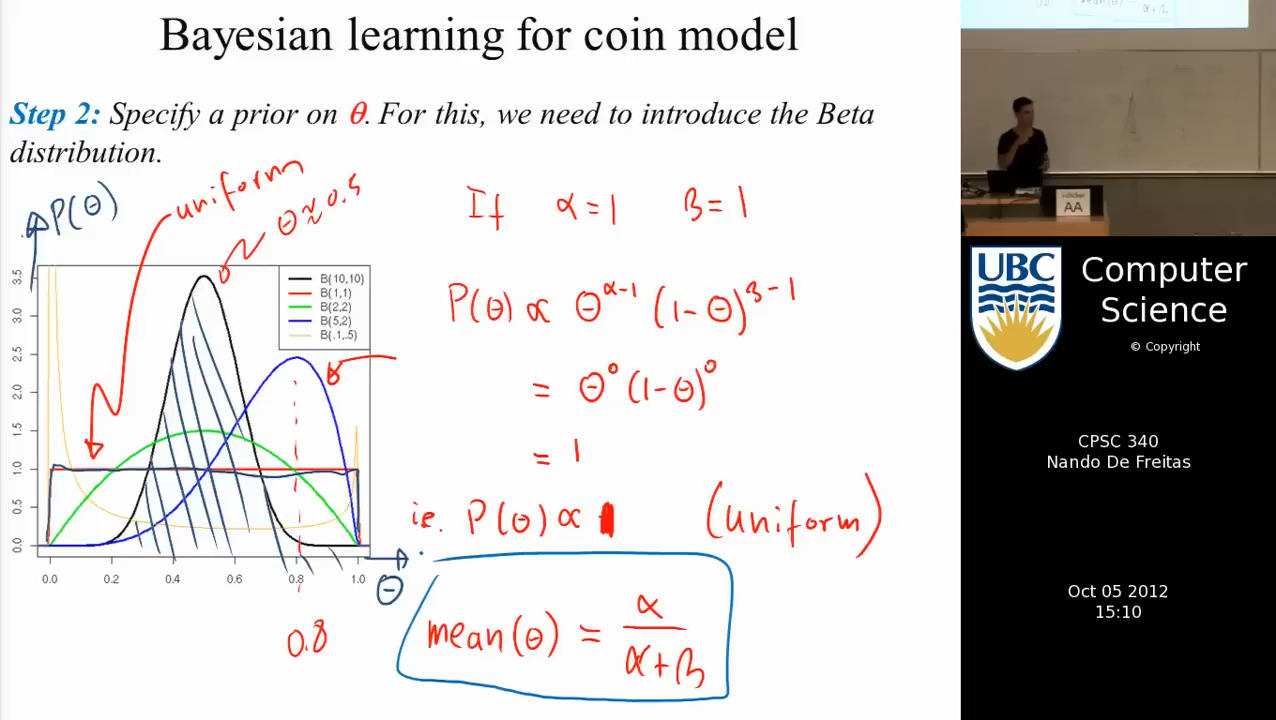 Bayesian learning for coin model
Step 2: Specify a prior on θ. For this, we need to introduce the Beta
distribution.
P(θ)
uniform
θ≈0.5
3.5
3.0
2.5
2.0
1.5
1.0
0.5
0.0
B(10,10)
B(1,1)
B(2,2)
B(5,2)
B(.1,.5)
0.0 0.2 0.4 0.6 0.8 1.0
θ
0.8
If α=1 β=1
P(θ) ∝ θ^α-1 (1-θ)^β-1
= θ^0 (1-θ)^0
= 1
i.e. P(θ) ∝ 1 (uniform)
mean(θ) = α/(α+β)
AA
UBC
Computer
Science
© Copyright
CPSC 340
Nando De Freitas
Oct 05 2012
15:10